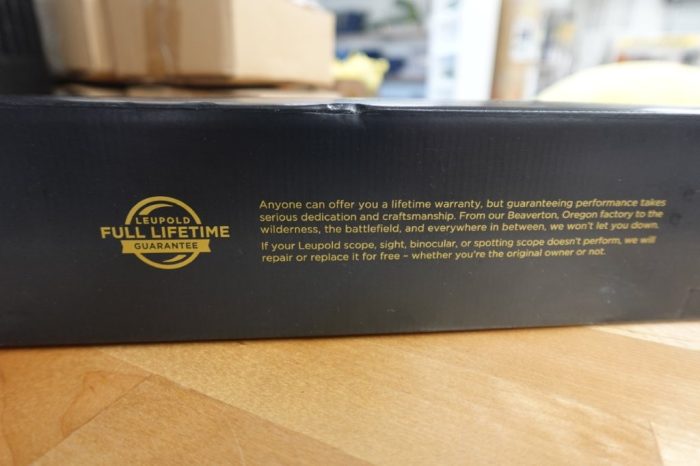 LEUPOLD
FULL LIFETIME
GUARANTEE
Anyone can offer you a lifetime warranty, but guaranteeing performance takes
serious dedication and craftsmanship. From our Beaverton, Oregon factory to the
wilderness, the battlefield, and everywhere in between, we won't let you down.
If your Leupold scope, sight, binocular, or spotting scope doesn't perform, we will
repair or replace it for free – whether you're the original owner or not.